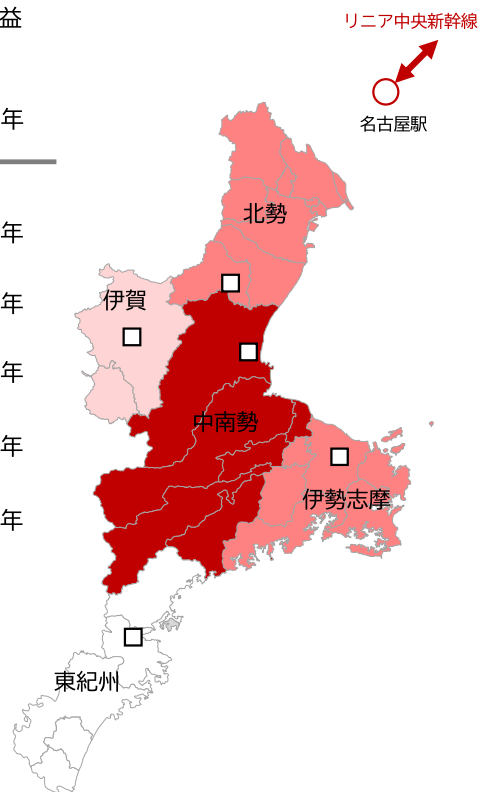 益
リニア中央新幹線
年
名古屋駅
北勢
年
伊賀
年
年
中南勢
年
伊勢志摩
年
東紀州